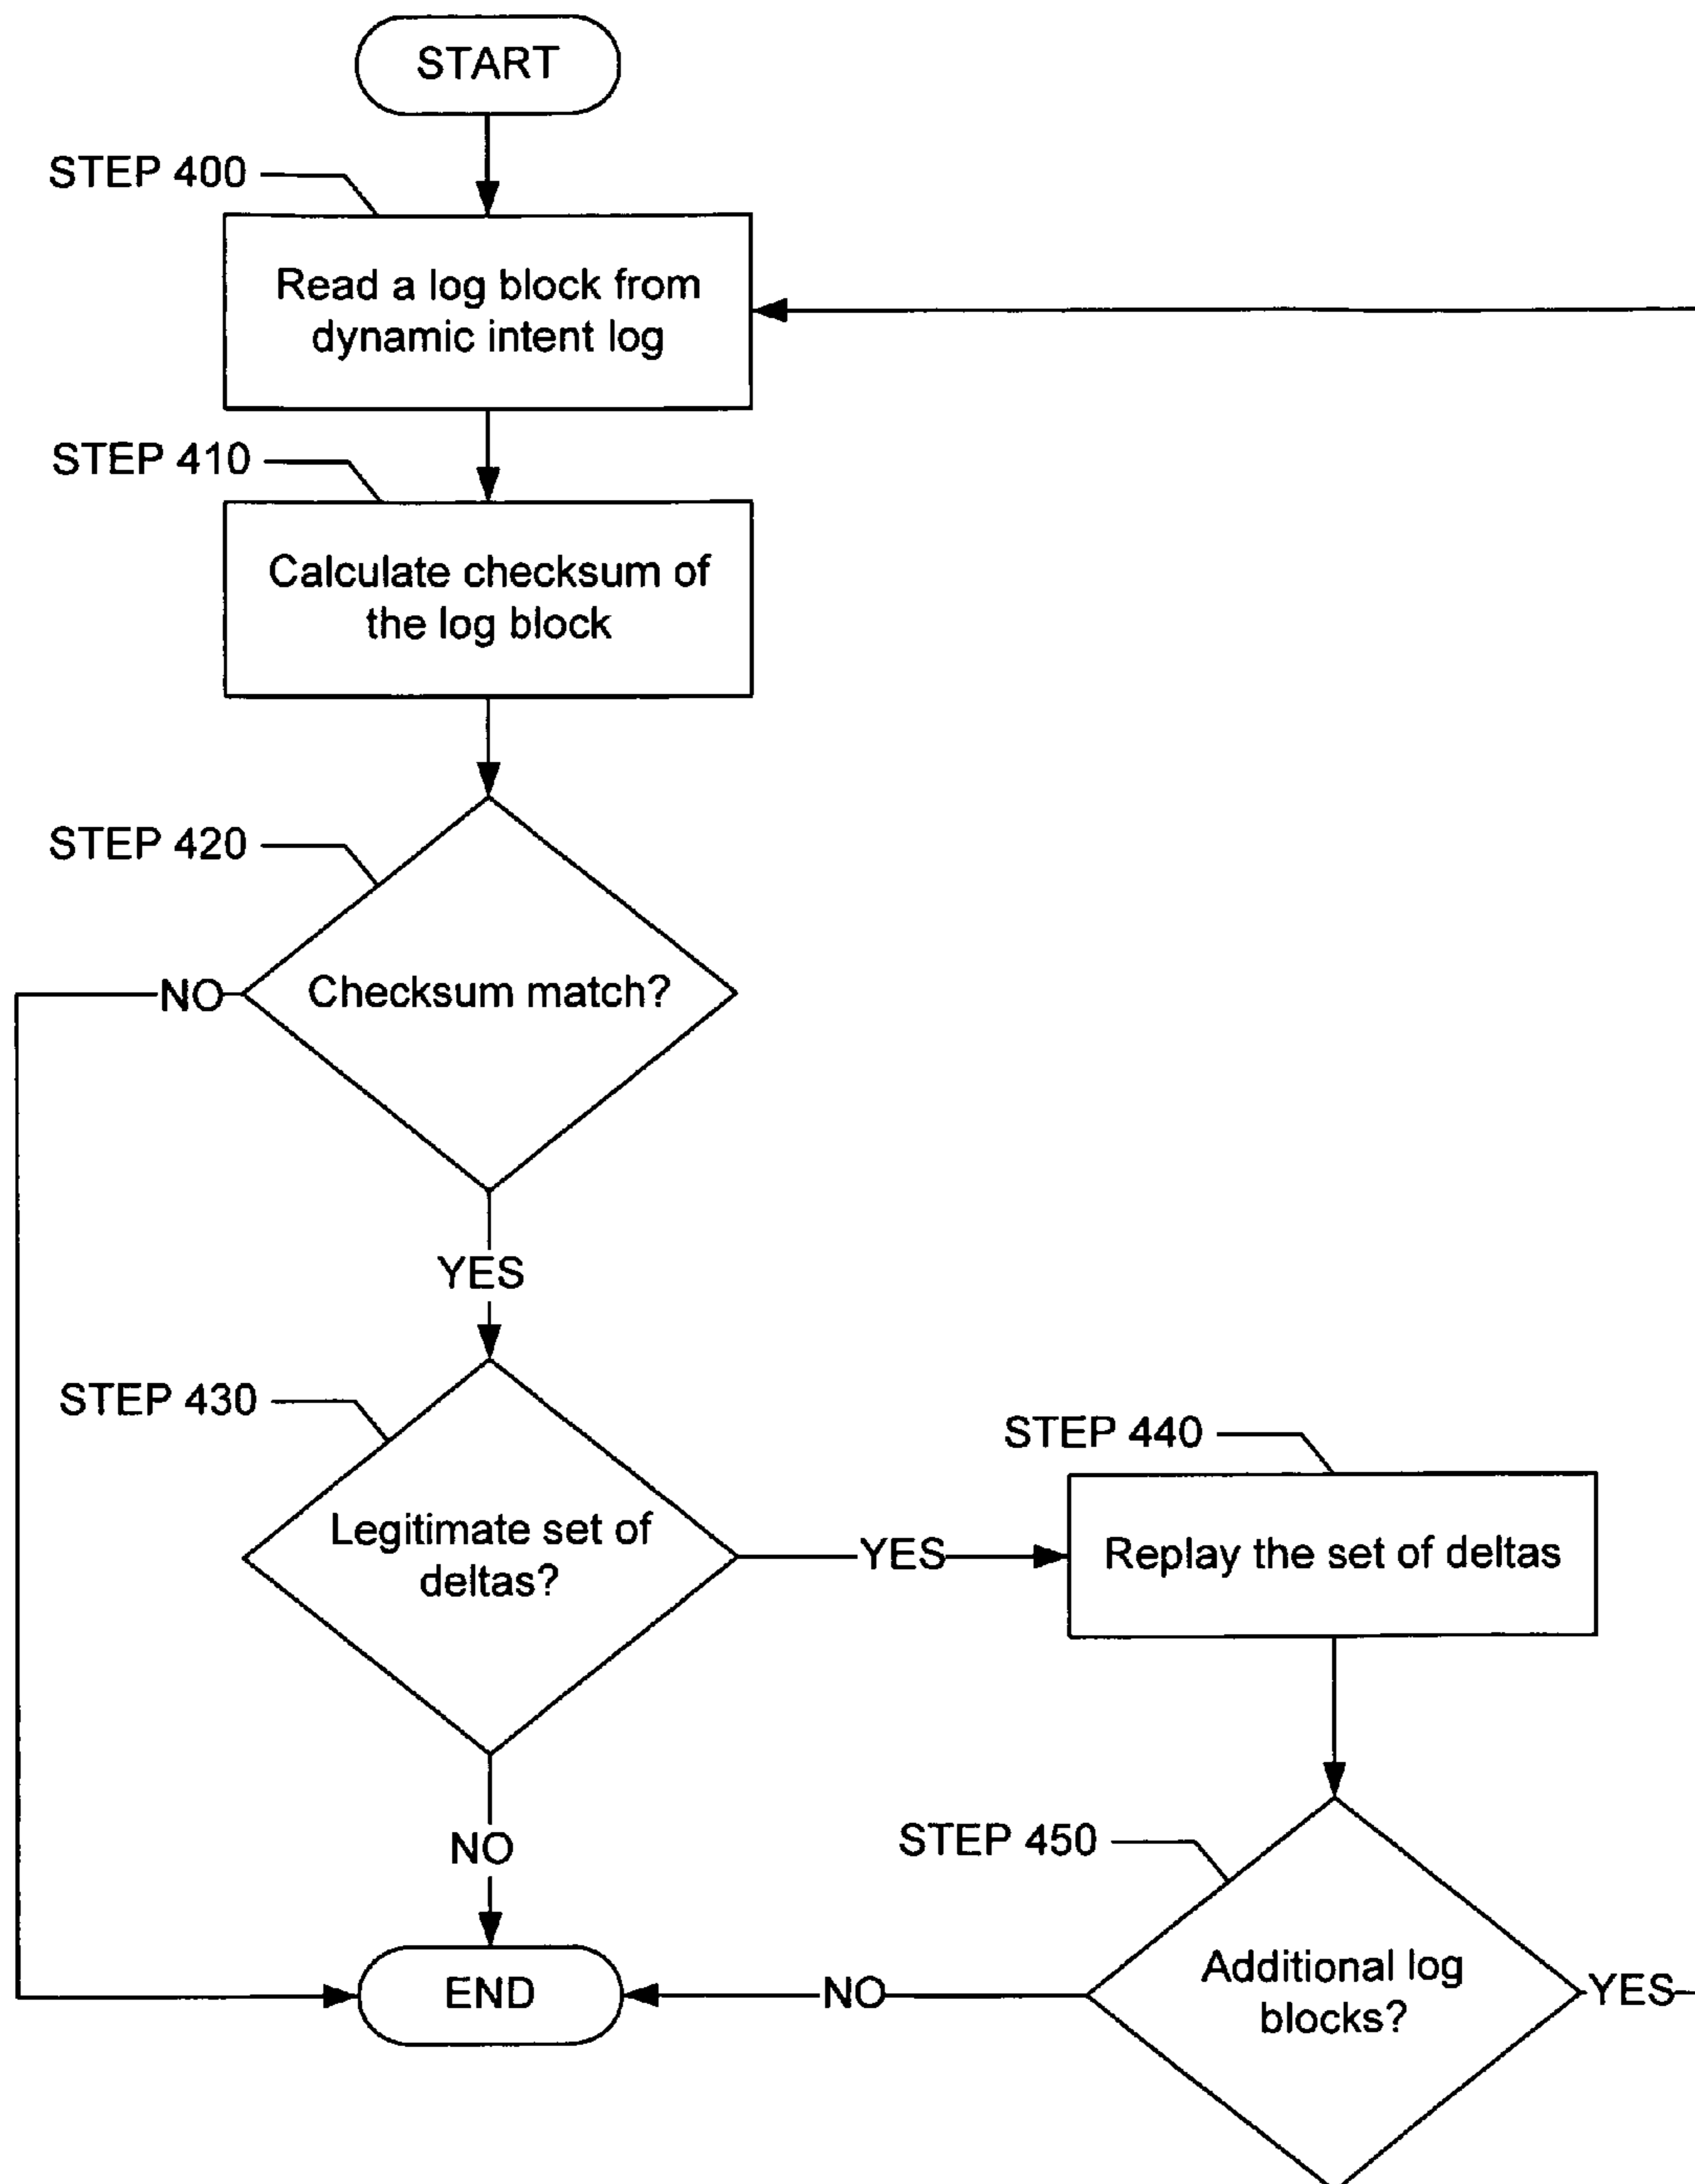 START
STEP 400
Read a log block from
dynamic intent log
STEP 410
Calculate checksum of
the log block
STEP 420
NO
Checksum match?
YES
STEP 430
Legitimate set of
deltas?
YES
STEP 440
Replay the set of deltas
NO
STEP 450
END
NO
Additional log
blocks?
YES